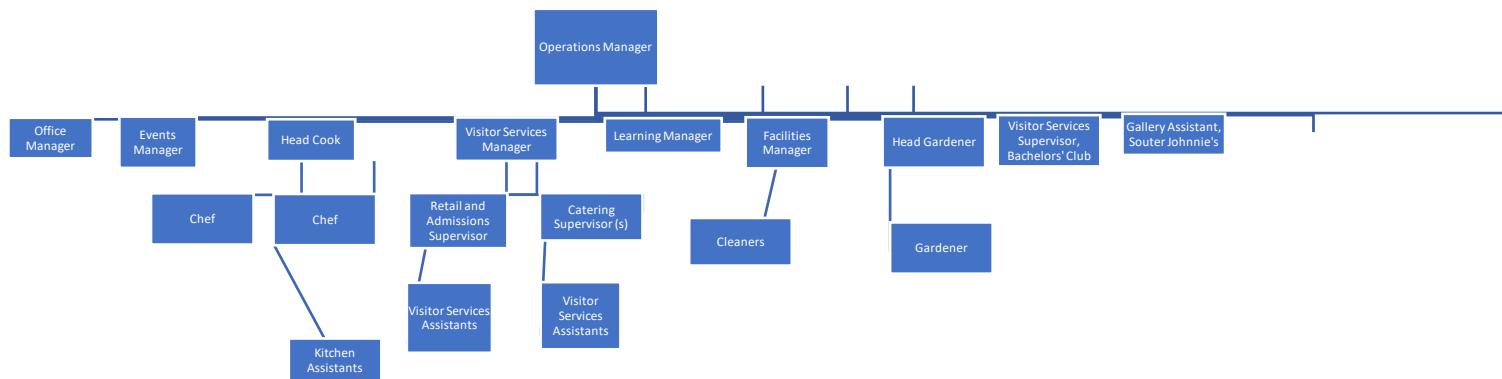 Operations Manager
Office
Manager
Events
Manager
Head Cook
Visitor Services
Manager
Learning Manager
Facilities
Manager
Head Gardener
Visitor Services
Supervisor,
Bachelors' Club
Gallery Assistant,
Souter Johnnie's
Chef
Chef
Retail and
Admissions
Supervisor
Catering
Supervisor (s)
Cleaners
Gardener
Visitor Services
Assistants
Visitor
Services
Assistants
Kitchen
Assistants